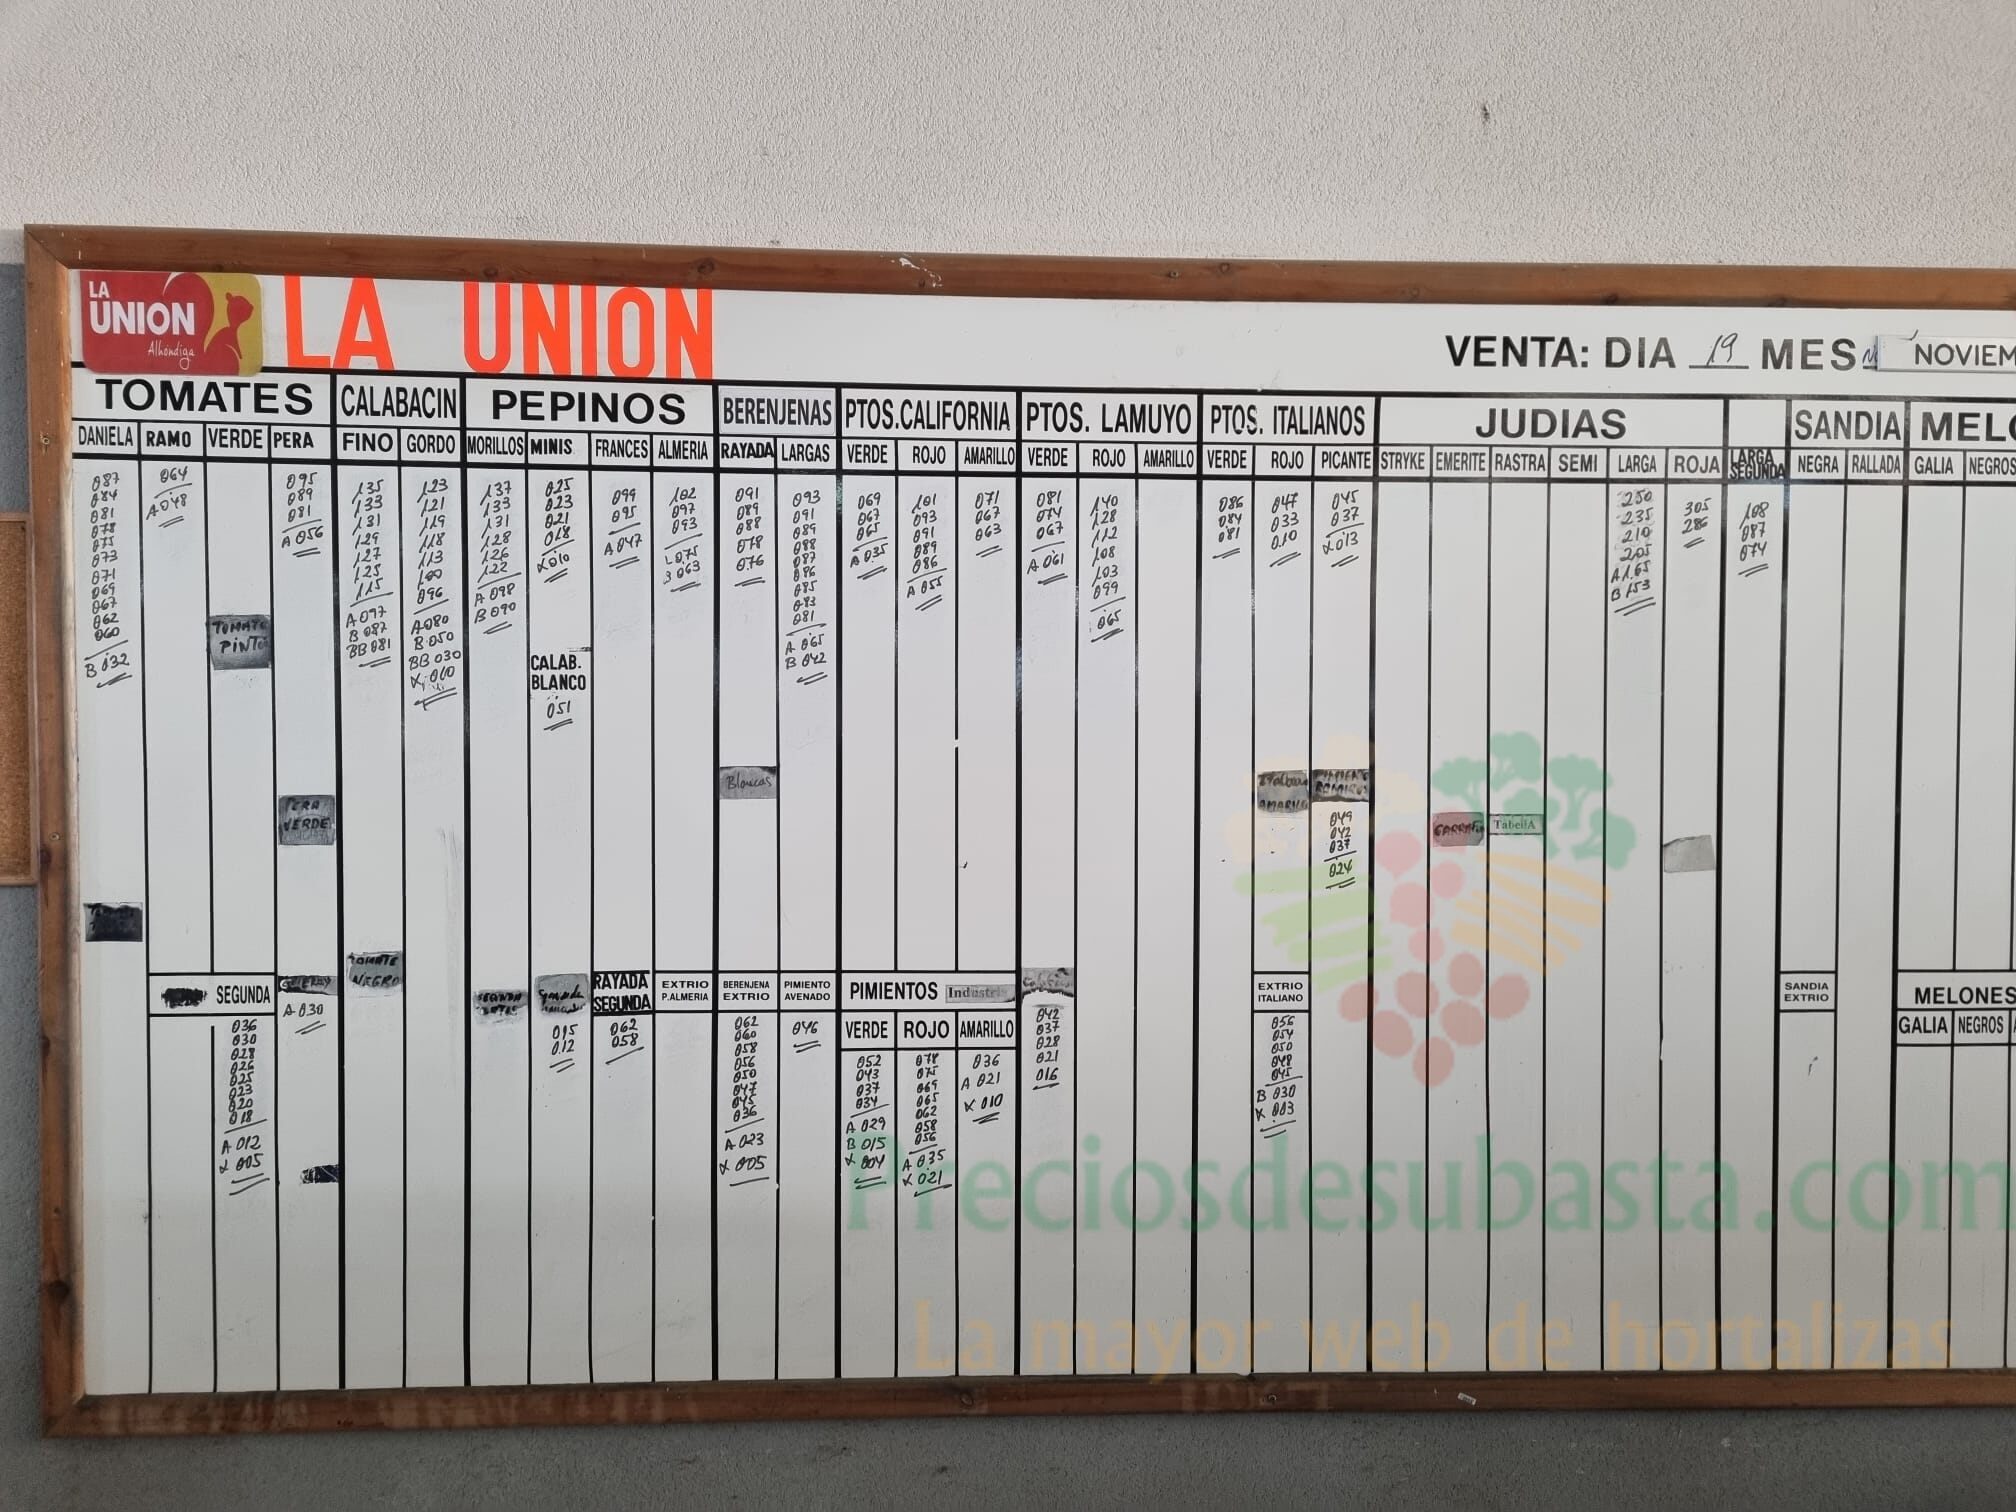 LA UNION Alhóndiga
LA UNION
VENTA: DIA 19 MES NOVIEM
TOMATES
DANIELA
087
084
081
078
075
073
071
069
067
062
060
B 032
RAMO
064
A 048
VERDE
TOMATE
PINTO
PERA
095
089
081
A 056
PERA
VERDE
A 030
SEGUNDA
036
030
028
026
025
023
020
018
A 012
X 005
CALABACIN
FINO
135
133
131
129
127
125
115
A 097
B 087
BB 081
TOMATE
NEGRO
GORDO
123
121
119
118
113
100
096
A 080
B 050
BB 030
X 010
PEPINOS
MORILLOS
137
133
131
128
126
122
A 098
B 090
SEGUNDA
MINIS
025
023
021
018
X 010
CALAB.
BLANCO
051
015
012
FRANCES
099
095
A 047
RAYADA
SEGUNDA
062
058
ALMERIA
102
097
093
L 075
B 063
EXTRIO
P.ALMERIA
BERENJENAS
RAYADA
091
089
088
078
076
Blancas
BERENJENA
EXTRIO
062
060
058
056
050
047
045
036
A 023
X 005
LARGAS
093
091
089
088
087
086
085
083
081
A 065
B 042
PIMIENTO
AVENADO
046
PTOS.CALIFORNIA
VERDE
069
067
065
A 035
ROJO
101
093
091
089
086
A 055
AMARILLO
071
067
063
PIMIENTOS Industria
VERDE
052
043
037
034
A 029
B 015
X 004
ROJO
078
075
069
065
062
058
056
A 035
X 021
AMARILLO
036
A 021
X 010
PTOS. LAMUYO
VERDE
081
074
067
A 061
042
037
028
021
016
ROJO
140
128
112
108
103
099
065
AMARILLO
PTOS. ITALIANOS
VERDE
086
084
081
ROJO
047
033
010
AMARILLO
EXTRIO
ITALIANO
056
054
050
048
045
B 030
X 003
PICANTE
045
037
X 013
049
042
037
024
JUDIAS
STRYKE
EMERITE
RASTRA
TabellA
SEMI
LARGA
250
235
210
205
A 165
B 153
ROJA
305
286
LARGA
SEGUNDA
108
087
074
SANDIA
NEGRA
RALLADA
SANDIA
EXTRIO
MELO
GALIA
NEGROS
MELONES
GALIA
NEGROS
Preciosdesubasta.com
La mayor web de hortalizas